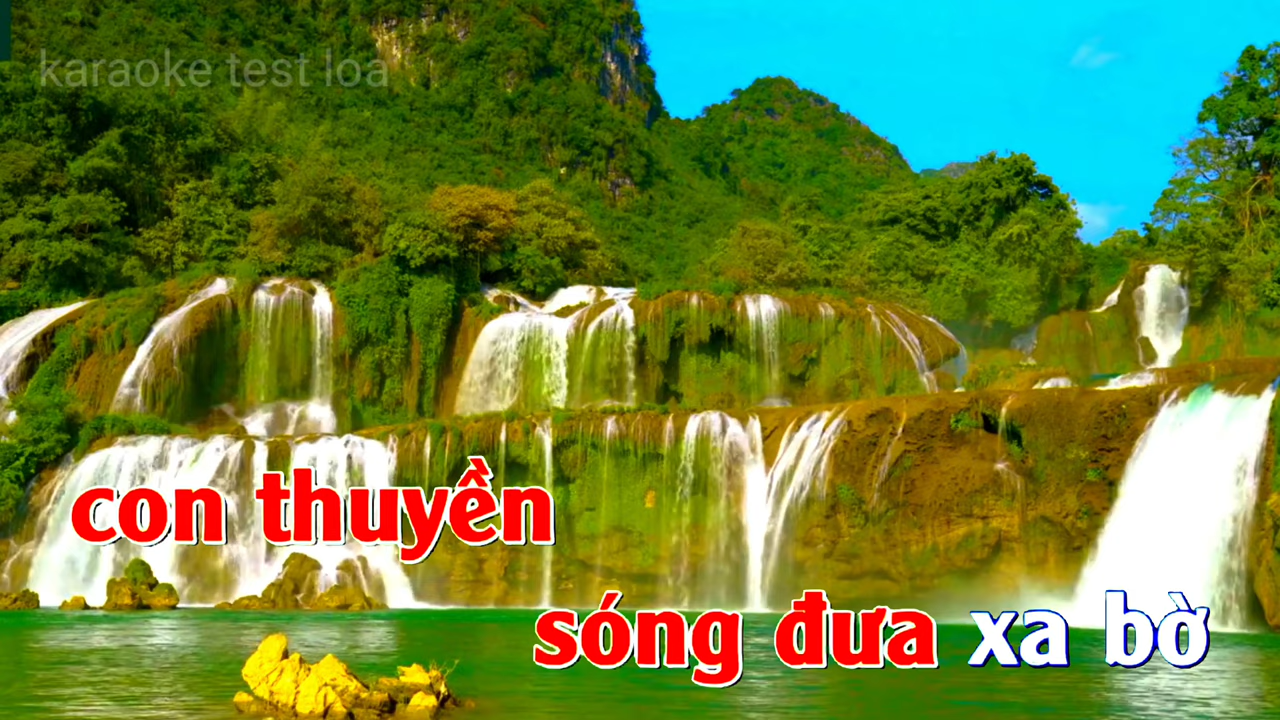 karaoke test loa
con thuyền
sóng đưa xa bờ